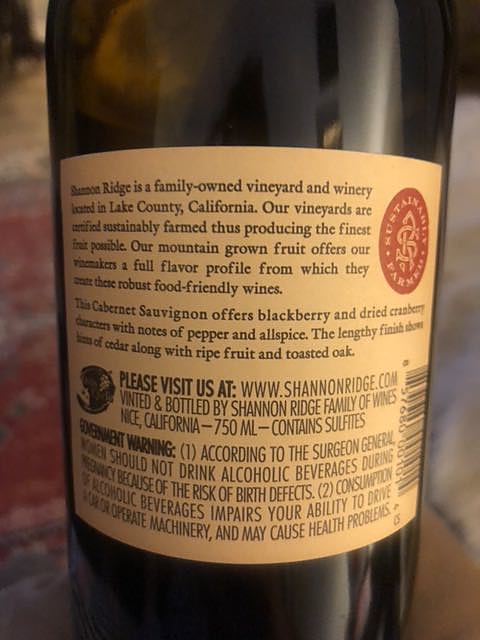 Shannon Ridge is a family-owned vineyard and winery
located in Lake County, California. Our vineyards are
certified sustainably farmed thus producing the finest
fruit possible. Our mountain grown fruit offers our
winemakers a full flavor profile from which they
create these robust food-friendly wines.
This Cabernet Sauvignon offers blackberry and dried cranberry
characters with notes of pepper and allspice. The lengthy finish shows
hints of cedar along with ripe fruit and toasted oak.
SUSTAINABLY
FARMED
PLEASE VISIT US AT: WWW.SHANNONRIDGE.COM
VINTED & BOTTLED BY SHANNON RIDGE FAMILY OF WINES
NICE, CALIFORNIA – 750 ML – CONTAINS SULFITES
GOVERNMENT WARNING: (1) ACCORDING TO THE SURGEON GENERAL,
WOMEN SHOULD NOT DRINK ALCOHOLIC BEVERAGES DURING
PREGNANCY BECAUSE OF THE RISK OF BIRTH DEFECTS. (2) CONSUMPTION
OF ALCOHOLIC BEVERAGES IMPAIRS YOUR ABILITY TO DRIVE
A CAR OR OPERATE MACHINERY, AND MAY CAUSE HEALTH PROBLEMS.